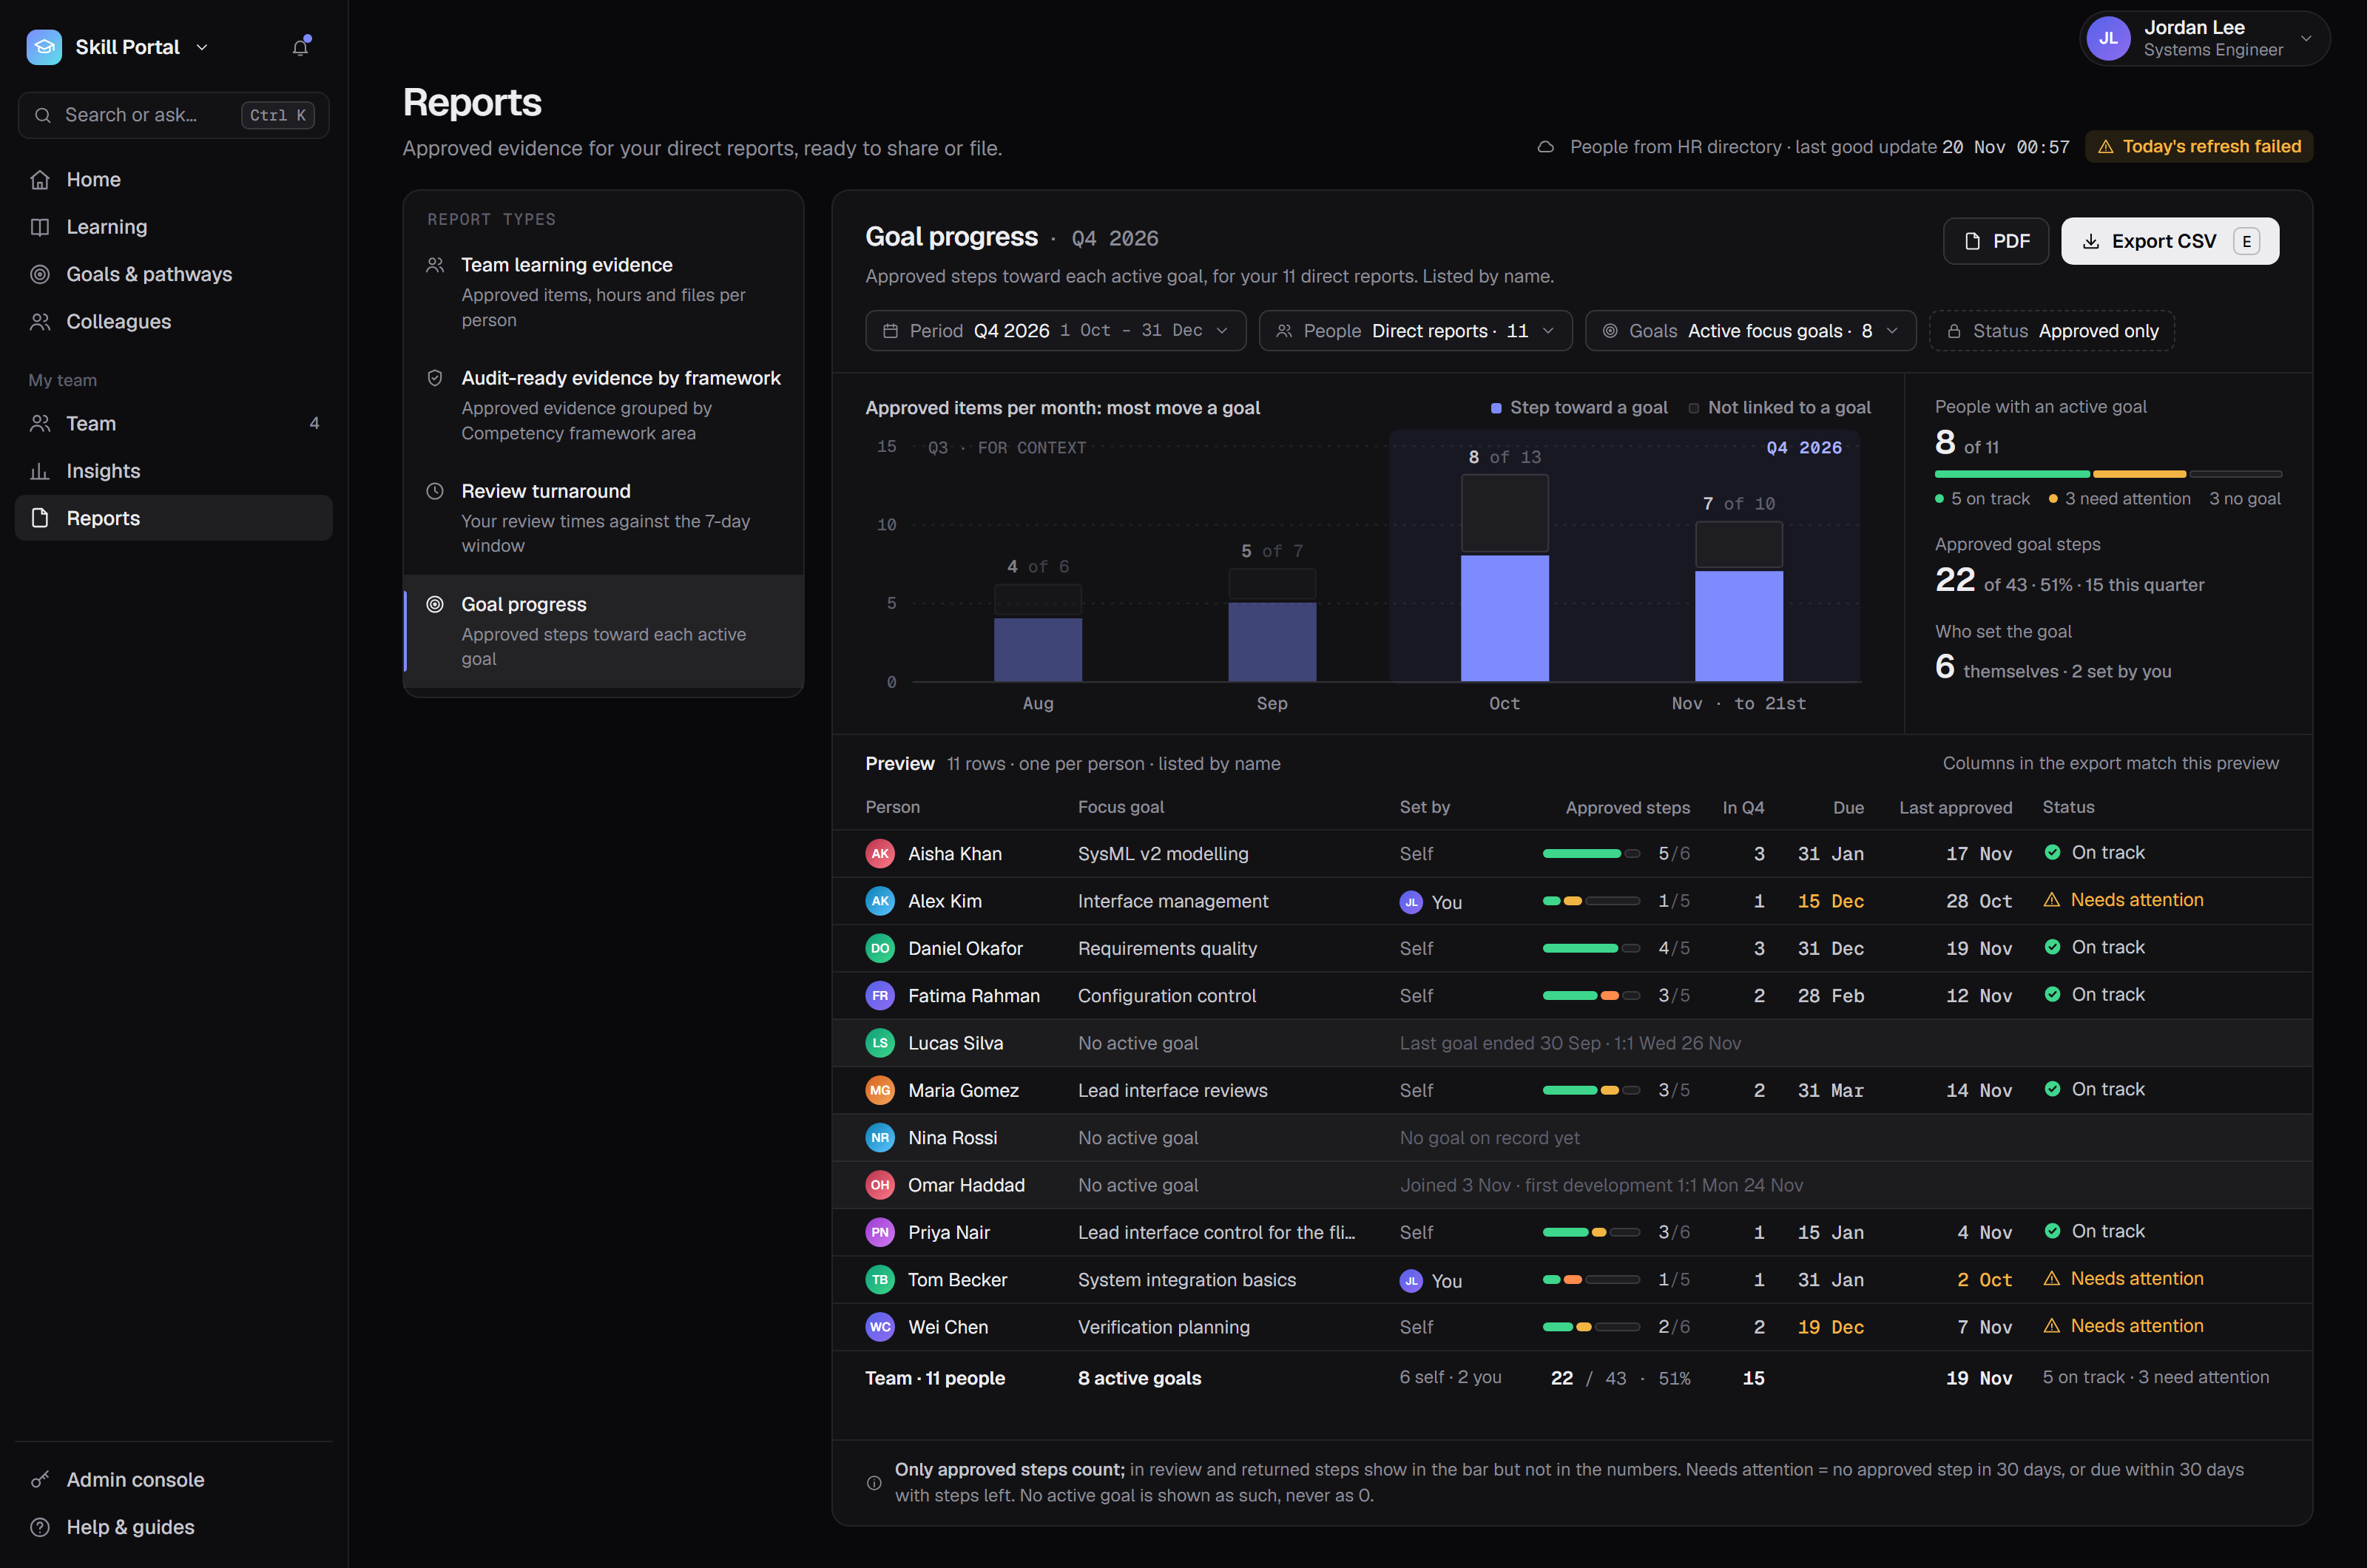 Skill Portal
Search or ask...
Ctrl K
Home
Learning
Goals & pathways
Colleagues
My team
Team 4
Insights
Reports
Admin console
Help & guides
JL
Jordan Lee
Systems Engineer
Reports
Approved evidence for your direct reports, ready to share or file.
People from HR directory · last good update 20 Nov 00:57
Today's refresh failed
REPORT TYPES
Team learning evidence
Approved items, hours and files per
person
Audit-ready evidence by framework
Approved evidence grouped by
Competency framework area
Review turnaround
Your review times against the 7-day
window
Goal progress
Approved steps toward each active
goal
Goal progress · Q4 2026
Approved steps toward each active goal, for your 11 direct reports. Listed by name.
PDF
Export CSV E
Period Q4 2026 1 Oct – 31 Dec
People Direct reports · 11
Goals Active focus goals · 8
Status Approved only
Approved items per month: most move a goal
Step toward a goal
Not linked to a goal
15
10
5
0
Q3 · FOR CONTEXT
Q4 2026
4 of 6
5 of 7
8 of 13
7 of 10
Aug
Sep
Oct
Nov · to 21st
People with an active goal
8 of 11
5 on track 3 need attention 3 no goal
Approved goal steps
22 of 43 · 51% · 15 this quarter
Who set the goal
6 themselves · 2 set by you
Preview 11 rows · one per person · listed by name
Columns in the export match this preview
Person Focus goal Set by Approved steps In Q4 Due Last approved Status
AK Aisha Khan SysML v2 modelling Self 5/6 3 31 Jan 17 Nov On track
AK Alex Kim Interface management JL You 1/5 1 15 Dec 28 Oct Needs attention
DO Daniel Okafor Requirements quality Self 4/5 3 31 Dec 19 Nov On track
FR Fatima Rahman Configuration control Self 3/5 2 28 Feb 12 Nov On track
LS Lucas Silva No active goal Last goal ended 30 Sep · 1:1 Wed 26 Nov
MG Maria Gomez Lead interface reviews Self 3/5 2 31 Mar 14 Nov On track
NR Nina Rossi No active goal No goal on record yet
OH Omar Haddad No active goal Joined 3 Nov · first development 1:1 Mon 24 Nov
PN Priya Nair Lead interface control for the fli... Self 3/6 1 15 Jan 4 Nov On track
TB Tom Becker System integration basics JL You 1/5 1 31 Jan 2 Oct Needs attention
WC Wei Chen Verification planning Self 2/6 2 19 Dec 7 Nov Needs attention
Team · 11 people 8 active goals 6 self · 2 you 22 / 43 · 51% 15 19 Nov 5 on track · 3 need attention
Only approved steps count; in review and returned steps show in the bar but not in the numbers. Needs attention = no approved step in 30 days, or due within 30 days
with steps left. No active goal is shown as such, never as 0.